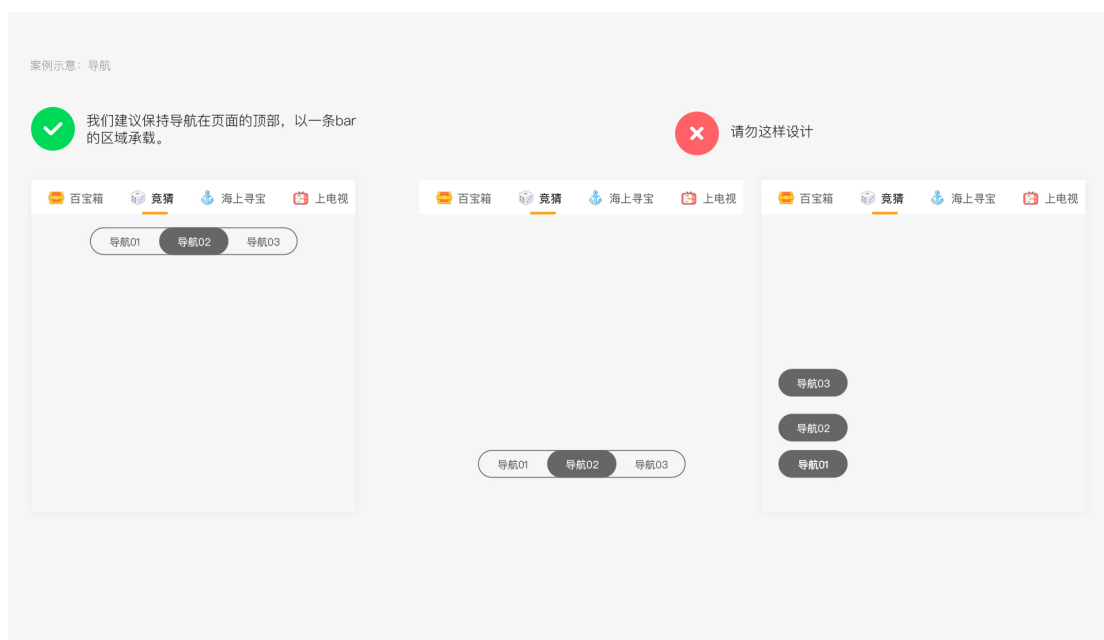 案例示意：导航
我们建议保持导航在页面的顶部，以一条bar
的区域承载。
请勿这样设计
百宝箱 竞猜 海上寻宝 上电视
导航01 导航02 导航03
百宝箱 竞猜 海上寻宝 上电视
导航01 导航02 导航03
百宝箱 竞猜 海上寻宝 上电视
导航03
导航02
导航01